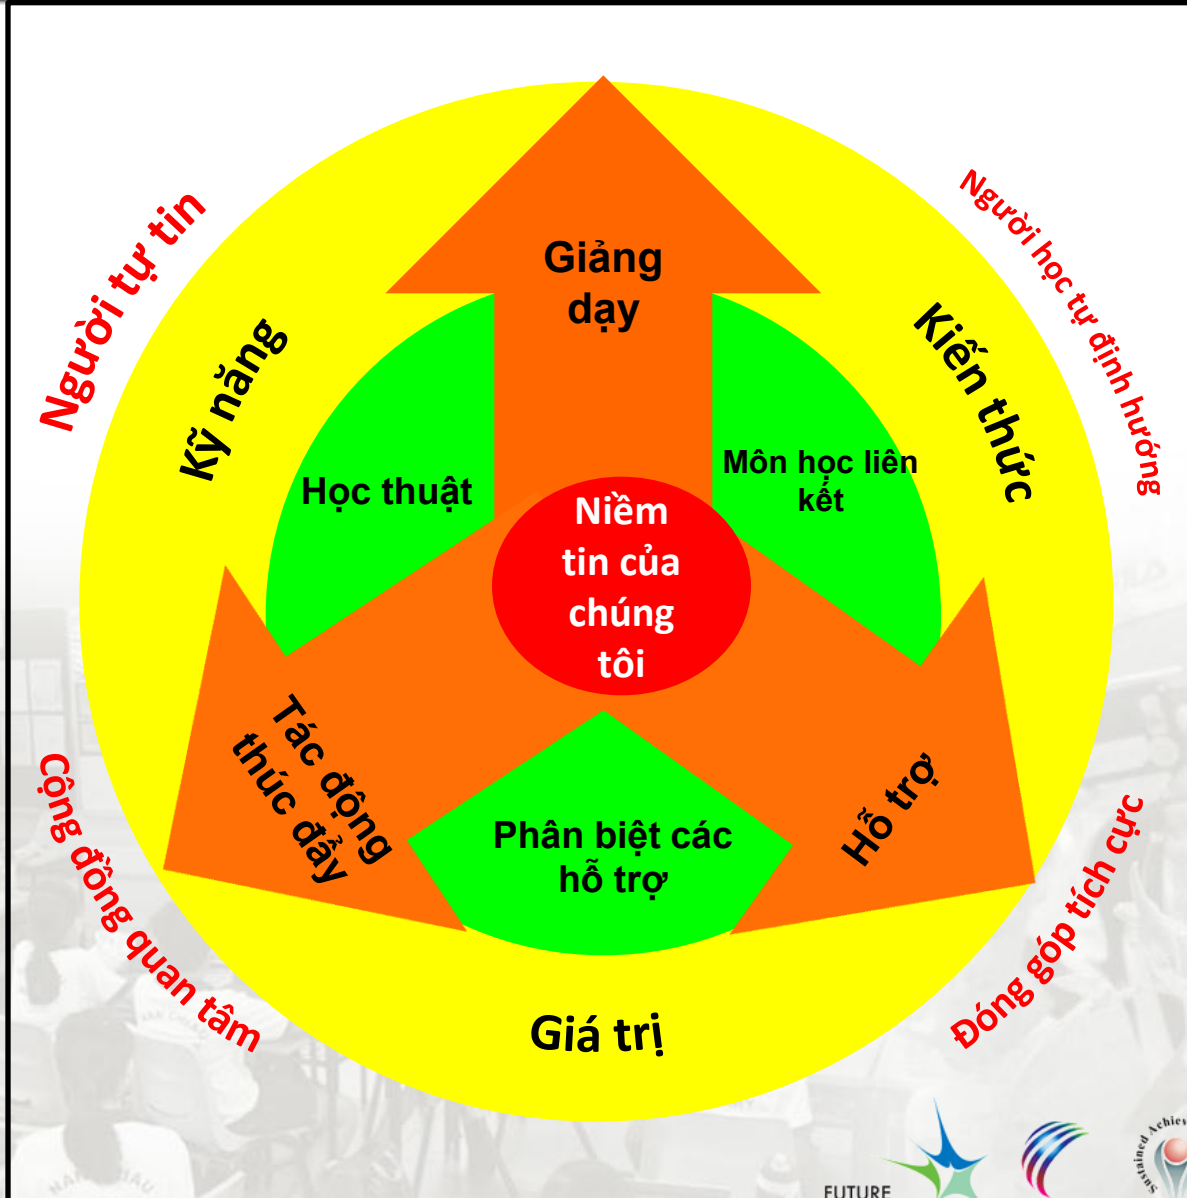 Người tự tin
Người học tự định hướng
Giảng
dạy
Kỹ năng
Kiến thức
Học thuật
Môn học liên
kết
Niềm
tin của
chúng
tôi
Tác động
thúc đẩy
Hỗ trợ
Phân biệt các
hỗ trợ
Cộng đồng quan tâm
Đóng góp tích cực
Giá trị
FUTURE
Sustained Achie